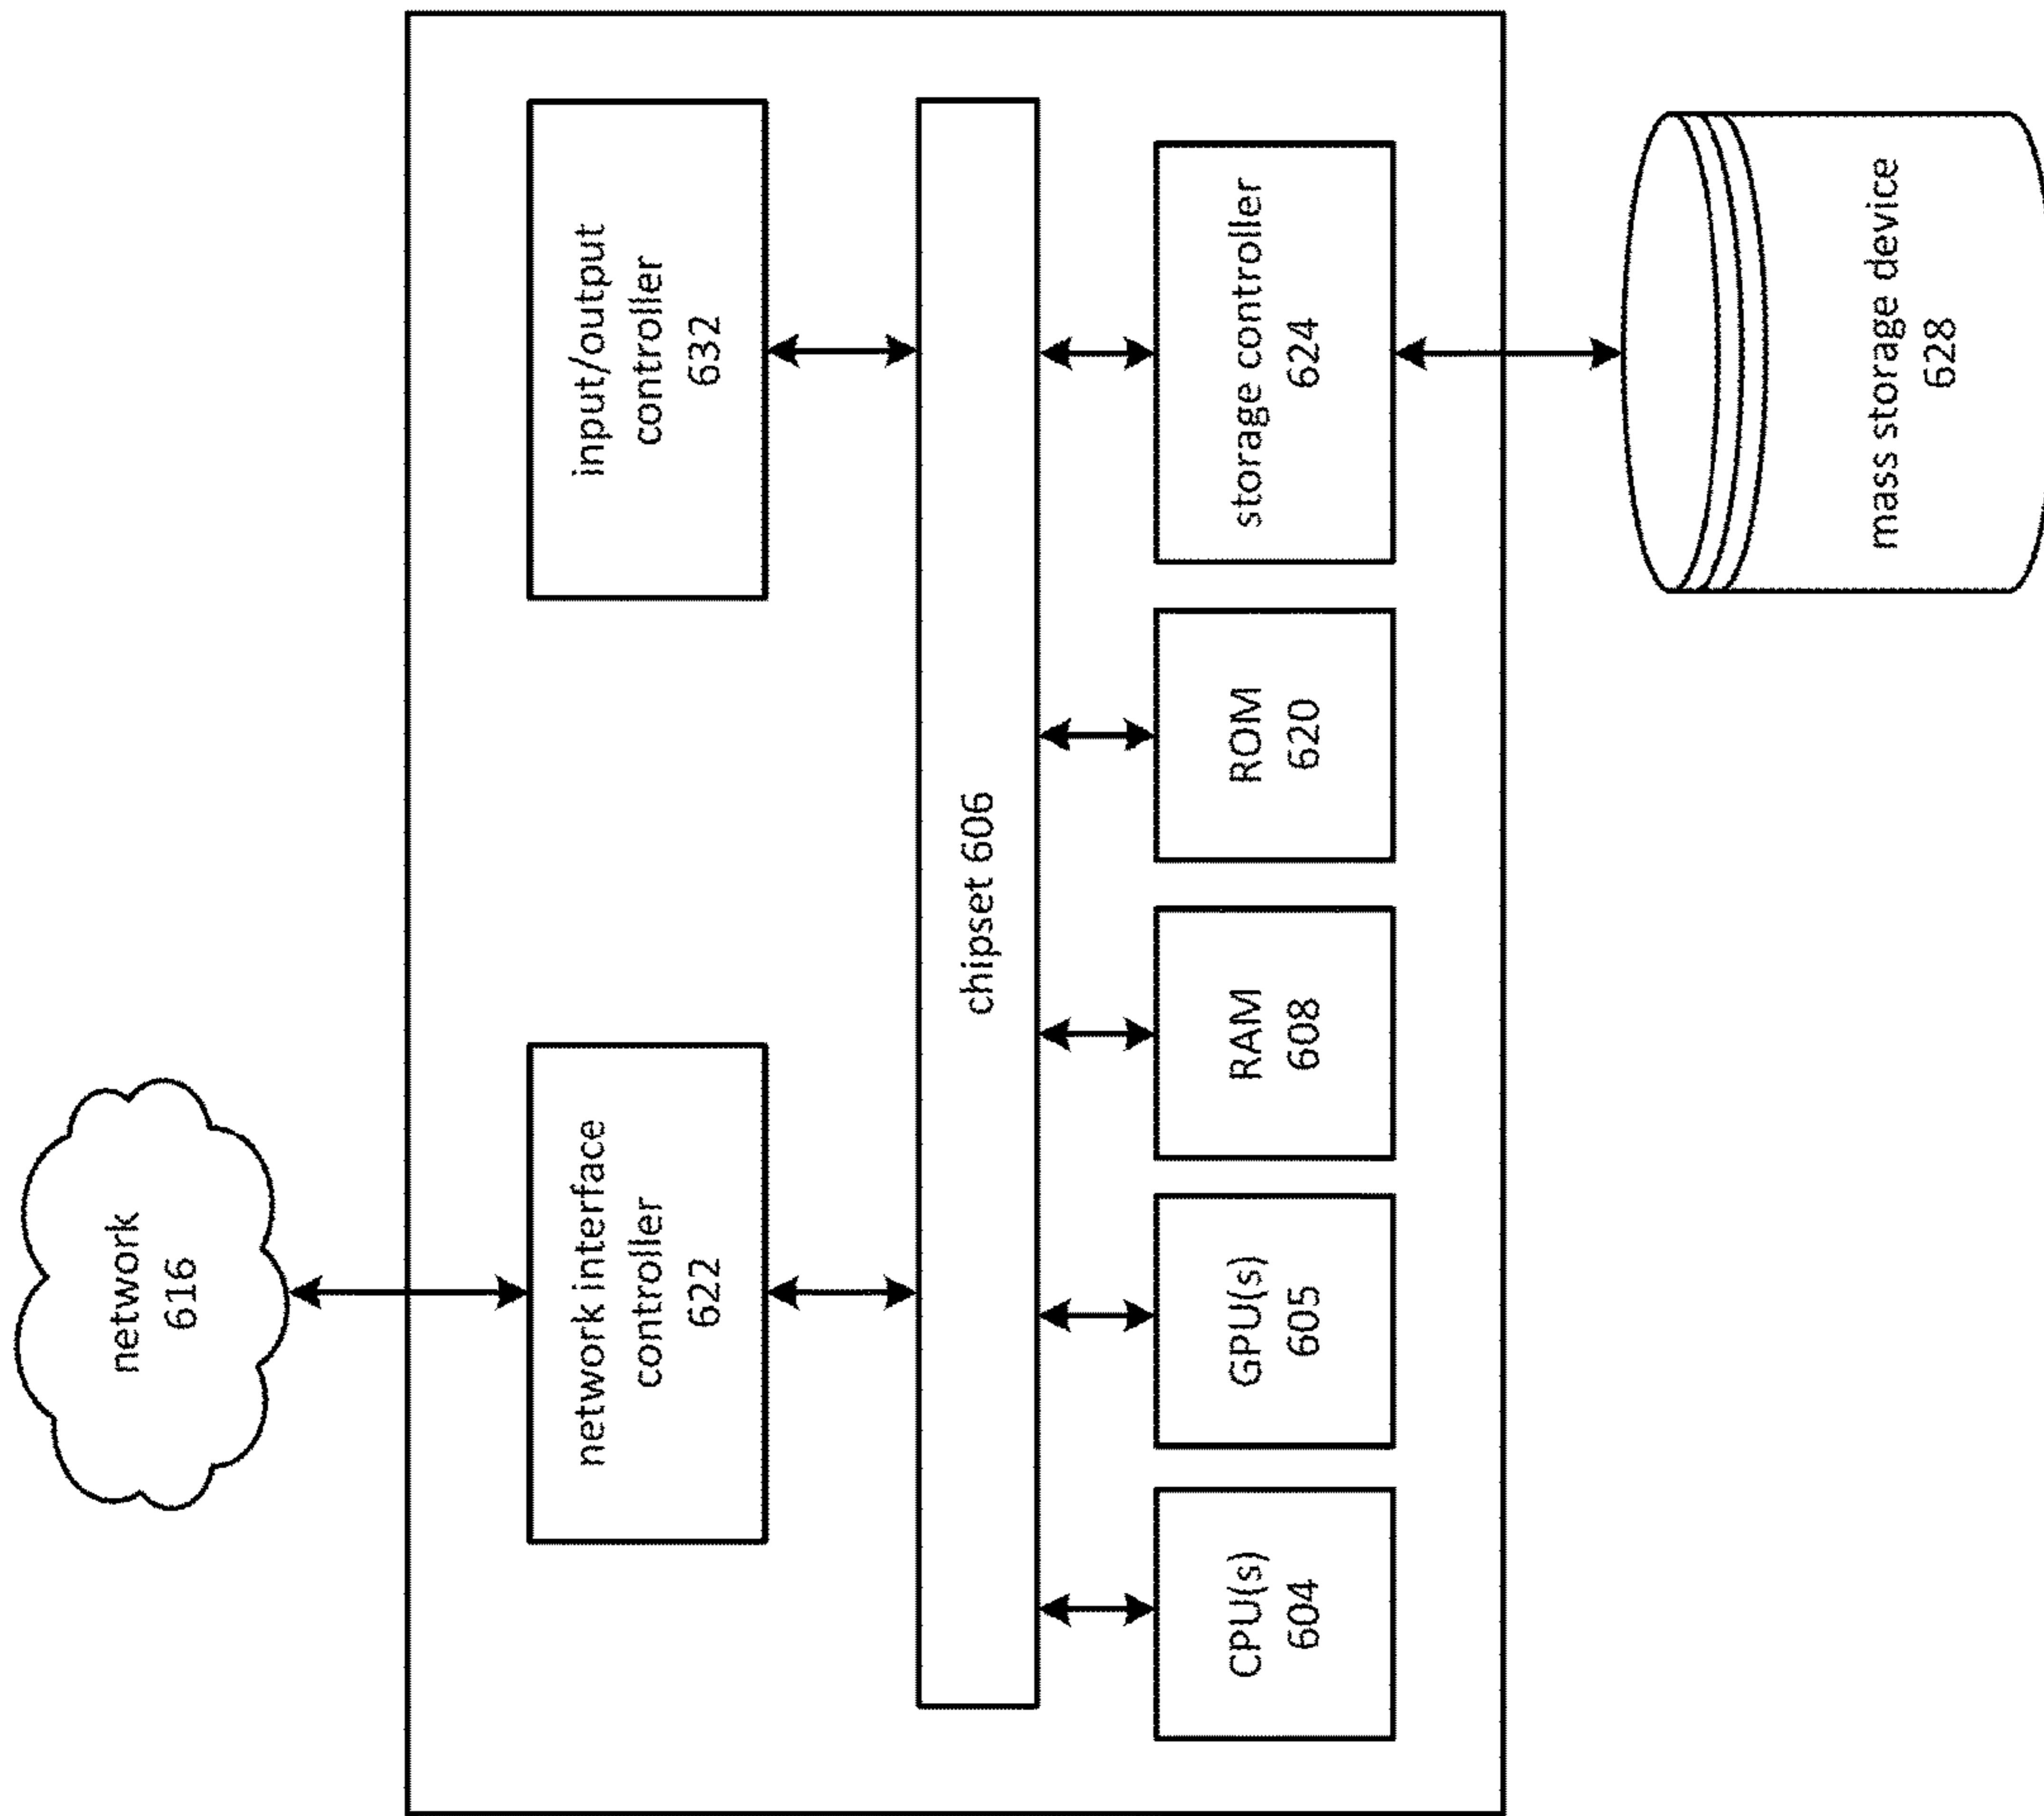 network
616
network interface
controller
622
input/output
controller
632
chipset 606
CPU(s)
604
GPU(s)
605
RAM
608
ROM
620
storage controller
624
mass storage device
628